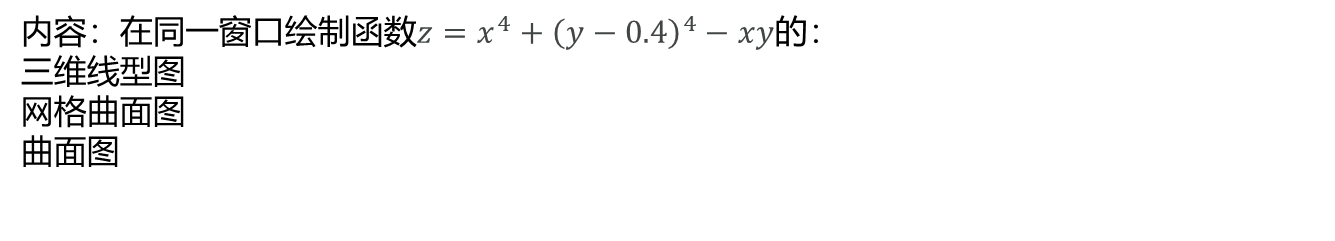 内容：在同一窗口绘制函数z = x⁴ + (y − 0.4)⁴ − xy的：
三维线型图
网格曲面图
曲面图